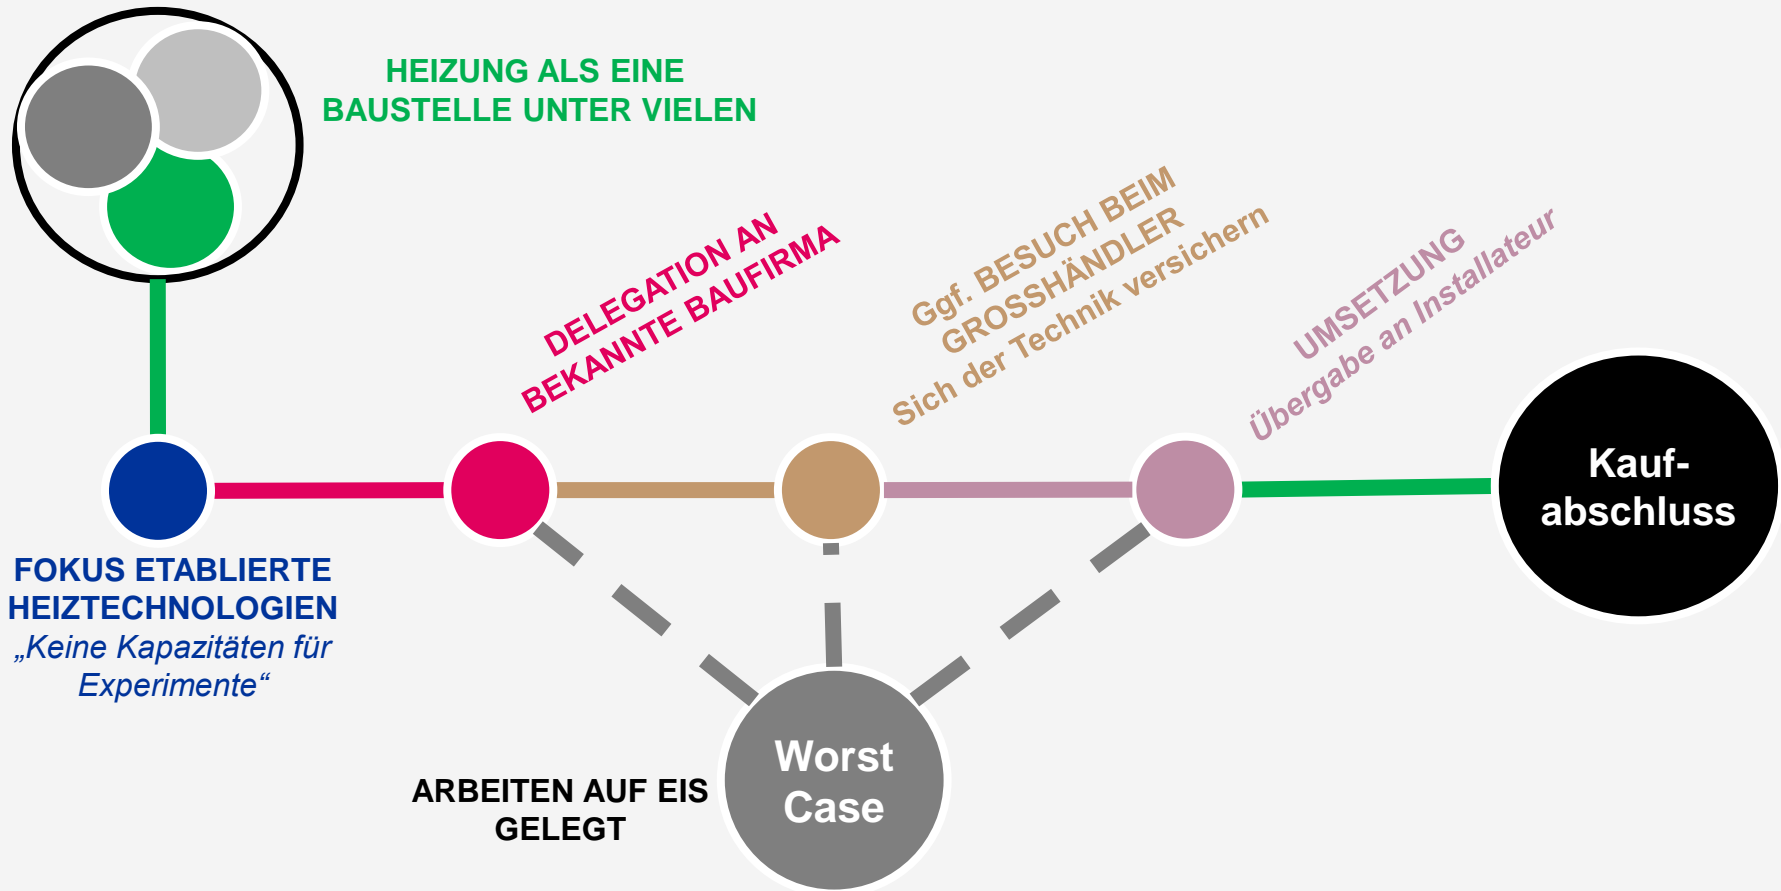 HEIZUNG ALS EINE
BAUSTELLE UNTER VIELEN
DELEGATION AN
BEKANNTE BAUFIRMA
Ggf. BESUCH BEIM
GROSSHÄNDLER
Sich der Technik versichern
UMSETZUNG
Übergabe an Installateur
Kauf-
abschluss
FOKUS ETABLIERTE
HEIZTECHNOLOGIEN
„Keine Kapazitäten für
Experimente“
Worst
Case
ARBEITEN AUF EIS
GELEGT